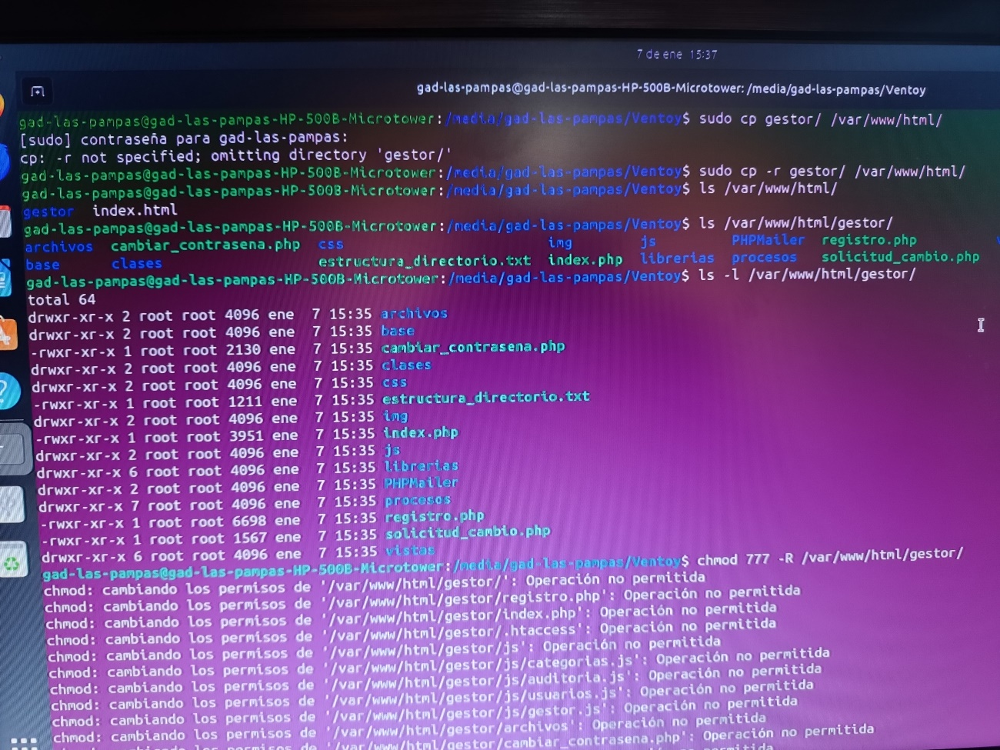 7 de ene 15:37
gad-las-pampas@gad-las-pampas-HP-500B-Microtower: /media/gad-las-pampas/Ventoy
gad-las-pampas@gad-las-pampas-HP-500B-Microtower:/media/gad-las-pampas/Ventoy$ sudo cp gestor/ /var/www/html/
[sudo] contraseña para gad-las-pampas:
cp: -r not specified; omitting directory 'gestor/'
gad-las-pampas@gad-las-pampas-HP-500B-Microtower:/media/gad-las-pampas/Ventoy$ sudo cp -r gestor/ /var/www/html/
gad-las-pampas@gad-las-pampas-HP-500B-Microtower:/media/gad-las-pampas/Ventoy$ ls /var/www/html/
gestor index.html
gad-las-pampas@gad-las-pampas-HP-500B-Microtower:/media/gad-las-pampas/Ventoy$ ls /var/www/html/gestor/
archivos cambiar_contrasena.php css img js PHPMailer registro.php
base clases estructura_directorio.txt index.php librerias procesos solicitud_cambio.php
gad-las-pampas@gad-las-pampas-HP-500B-Microtower:/media/gad-las-pampas/Ventoy$ ls -l /var/www/html/gestor/
total 64
drwxr-xr-x 2 root root 4096 ene 7 15:35 archivos
drwxr-xr-x 2 root root 4096 ene 7 15:35 base
-rwxr-xr-x 1 root root 2130 ene 7 15:35 cambiar_contrasena.php
drwxr-xr-x 2 root root 4096 ene 7 15:35 clases
drwxr-xr-x 2 root root 4096 ene 7 15:35 css
-rwxr-xr-x 1 root root 1211 ene 7 15:35 estructura_directorio.txt
drwxr-xr-x 2 root root 4096 ene 7 15:35 img
-rwxr-xr-x 1 root root 3951 ene 7 15:35 index.php
drwxr-xr-x 2 root root 4096 ene 7 15:35 js
drwxr-xr-x 6 root root 4096 ene 7 15:35 librerias
drwxr-xr-x 2 root root 4096 ene 7 15:35 PHPMailer
drwxr-xr-x 7 root root 4096 ene 7 15:35 procesos
-rwxr-xr-x 1 root root 6698 ene 7 15:35 registro.php
-rwxr-xr-x 1 root root 1567 ene 7 15:35 solicitud_cambio.php
drwxr-xr-x 6 root root 4096 ene 7 15:35 vistas
gad-las-pampas@gad-las-pampas-HP-500B-Microtower:/media/gad-las-pampas/Ventoy$ chmod 777 -R /var/www/html/gestor/
chmod: cambiando los permisos de '/var/www/html/gestor/': Operación no permitida
chmod: cambiando los permisos de '/var/www/html/gestor/registro.php': Operación no permitida
chmod: cambiando los permisos de '/var/www/html/gestor/index.php': Operación no permitida
chmod: cambiando los permisos de '/var/www/html/gestor/.htaccess': Operación no permitida
chmod: cambiando los permisos de '/var/www/html/gestor/js': Operación no permitida
chmod: cambiando los permisos de '/var/www/html/gestor/js/categorias.js': Operación no permitida
chmod: cambiando los permisos de '/var/www/html/gestor/js/auditoria.js': Operación no permitida
chmod: cambiando los permisos de '/var/www/html/gestor/js/usuarios.js': Operación no permitida
chmod: cambiando los permisos de '/var/www/html/gestor/js/gestor.js': Operación no permitida
chmod: cambiando los permisos de '/var/www/html/gestor/archivos': Operación no permitida
chmod: cambiando los permisos de '/var/www/html/gestor/cambiar_contrasena.php': Operación no permitida